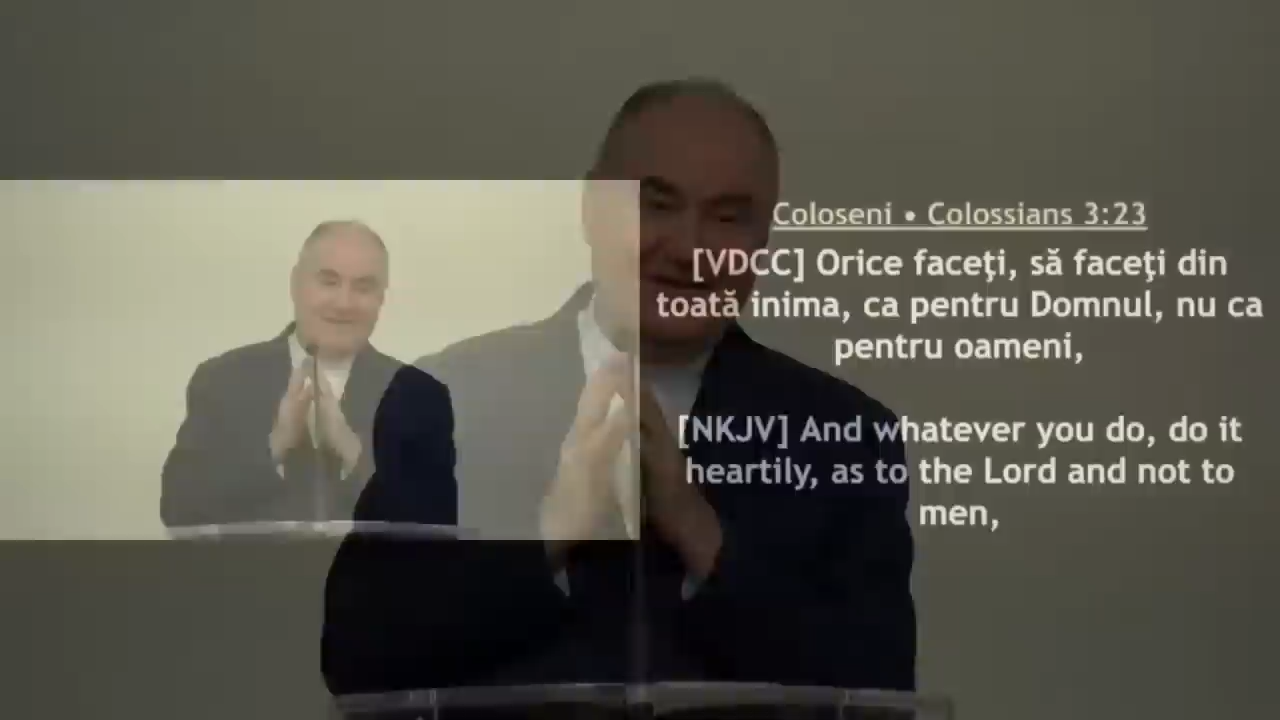 Coloseni • Colossians 3:23
[VDCC] Orice faceţi, să faceţi din
toată inima, ca pentru Domnul, nu ca
pentru oameni,
[NKJV] And whatever you do, do it
heartily, as to the Lord and not to
men,